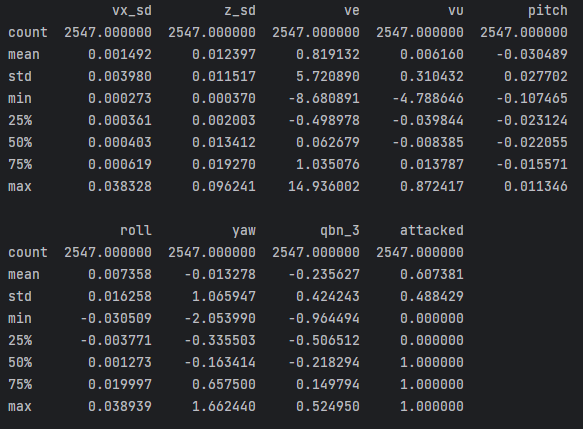 vx_sd z_sd ve vu pitch
count 2547.000000 2547.000000 2547.000000 2547.000000 2547.000000
mean 0.001492 0.012397 0.819132 0.006160 -0.030489
std 0.003980 0.011517 5.720890 0.310432 0.027702
min 0.000273 0.000370 -8.680891 -4.788646 -0.107465
25% 0.000361 0.002003 -0.498978 -0.039844 -0.023124
50% 0.000403 0.013412 0.062679 -0.008385 -0.022055
75% 0.000619 0.019270 1.035076 0.013787 -0.015571
max 0.038328 0.096241 14.936002 0.872417 0.011346
roll yaw qbn_3 attacked
count 2547.000000 2547.000000 2547.000000 2547.000000
mean 0.007358 -0.013278 -0.235627 0.607381
std 0.016258 1.065947 0.424243 0.488429
min -0.030509 -2.053990 -0.964494 0.000000
25% -0.003771 -0.335503 -0.506512 0.000000
50% 0.001273 -0.163414 -0.218294 1.000000
75% 0.019997 0.657500 0.149794 1.000000
max 0.038939 1.662440 0.524950 1.000000